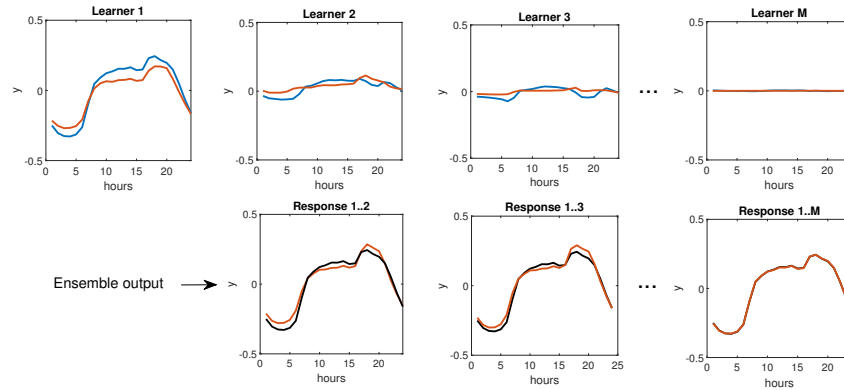 Learner 1
Learner 2
Learner 3
Learner M
0.5
0
-0.5
y
0 5 10 15 20
hours
0.5
0
-0.5
y
0 5 10 15 20
hours
0.5
0
-0.5
y
0 5 10 15 20
hours
...
0.5
0
-0.5
y
0 5 10 15 20
hours
Ensemble output
Response 1..2
Response 1..3
Response 1..M
0.5
0
-0.5
y
0 5 10 15 20
hours
0.5
0
-0.5
y
0 5 10 15 20 25
hours
...
0.5
0
-0.5
y
0 5 10 15 20
hours